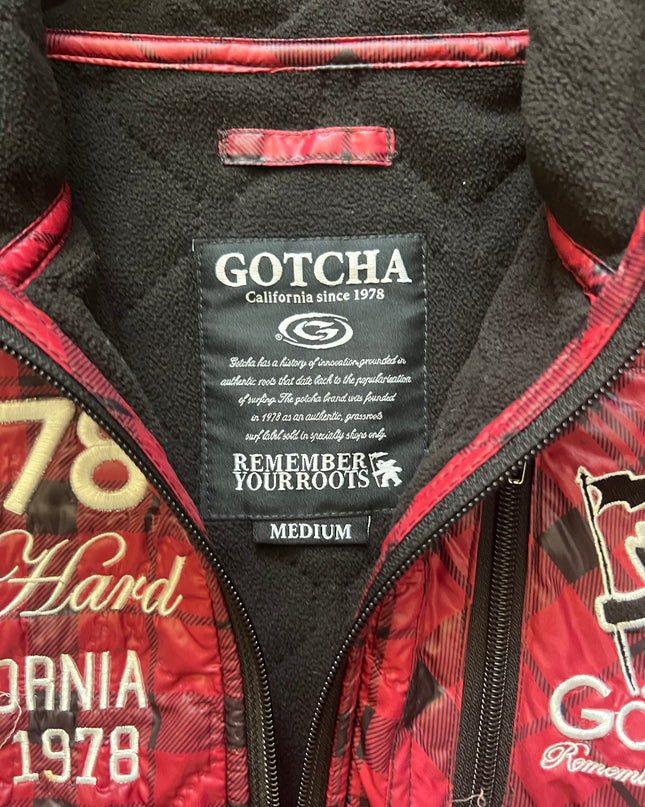 GOTCHA
California since 1978
G
Gotcha has a history of innovation, grounded in
authentic roots that date back to the popularisation
of surfing. The gotcha brand was founded
in 1978 as an authentic, grassroots
surf label sold in specialty shops only.
REMEMBER
YOUR ROOTS
MEDIUM
78
Hard
ORNIA
1978
Go
Rememb